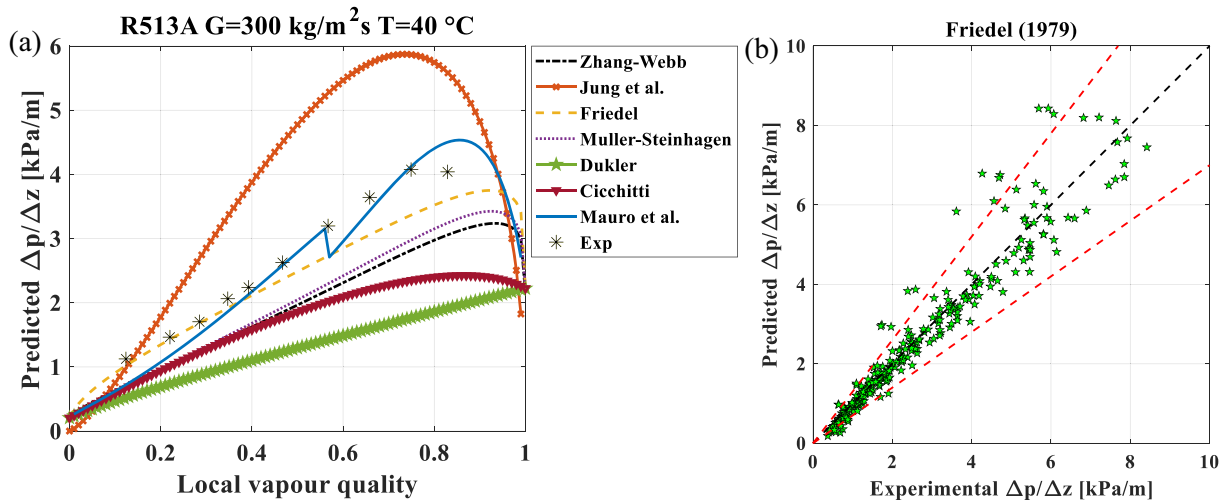 (a)
R513A G=300 kg/m²s T=40 °C
Predicted Δp/Δz [kPa/m]
6
5
4
3
2
1
0
0
0.2
0.4
0.6
0.8
1
Local vapour quality
Zhang-Webb
Jung et al.
Friedel
Muller-Steinhagen
Dukler
Cicchitti
Mauro et al.
Exp
(b)
Friedel (1979)
Predicted Δp/Δz [kPa/m]
10
8
6
4
2
0
0
2
4
6
8
10
Experimental Δp/Δz [kPa/m]